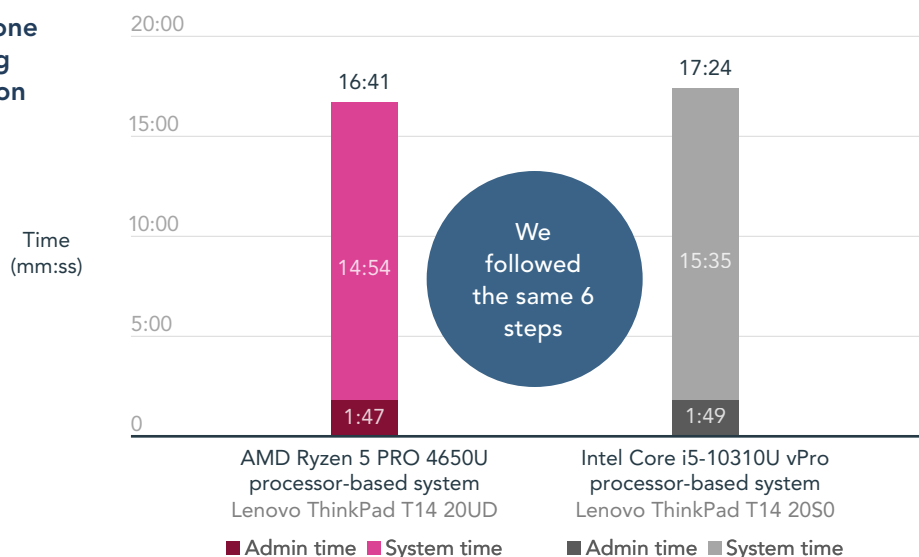 one
g
on
20:00
15:00
10:00
5:00
0
Time
(mm:ss)
16:41
14:54
1:47
We
followed
the same 6
steps
17:24
15:35
1:49
AMD Ryzen 5 PRO 4650U
processor-based system
Lenovo ThinkPad T14 20UD
Admin time System time
Intel Core i5-10310U vPro
processor-based system
Lenovo ThinkPad T14 20S0
Admin time System time